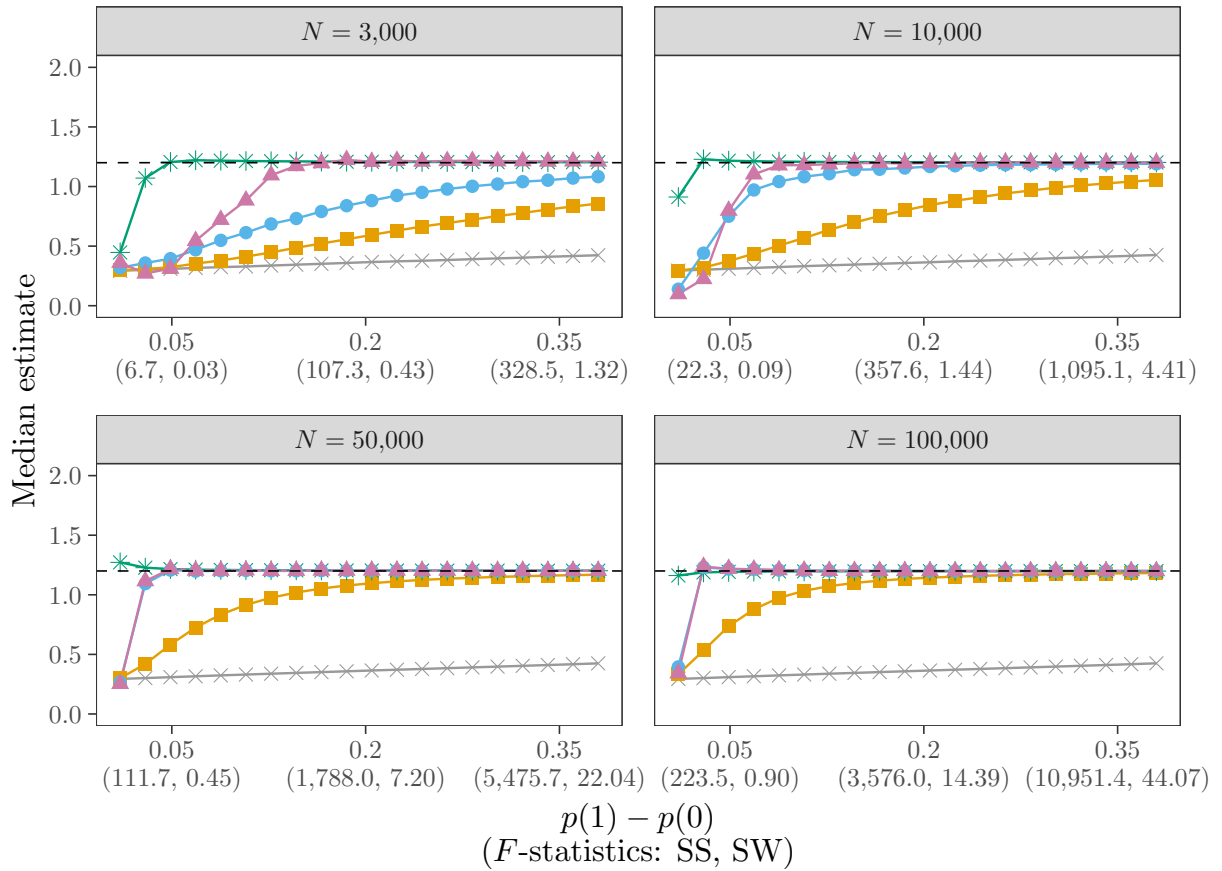 N = 3,000
N = 10,000
2.0
1.5
1.0
0.5
0.0
0.05 0.2 0.35 0.05 0.2 0.35
(6.7, 0.03) (107.3, 0.43) (328.5, 1.32) (22.3, 0.09) (357.6, 1.44) (1,095.1, 4.41)
Median estimate
N = 50,000
N = 100,000
2.0
1.5
1.0
0.5
0.0
0.05 0.2 0.35 0.05 0.2 0.35
(111.7, 0.45) (1,788.0, 7.20) (5,475.7, 22.04) (223.5, 0.90) (3,576.0, 14.39) (10,951.4, 44.07)
p(1) − p(0)
(F-statistics: SS, SW)